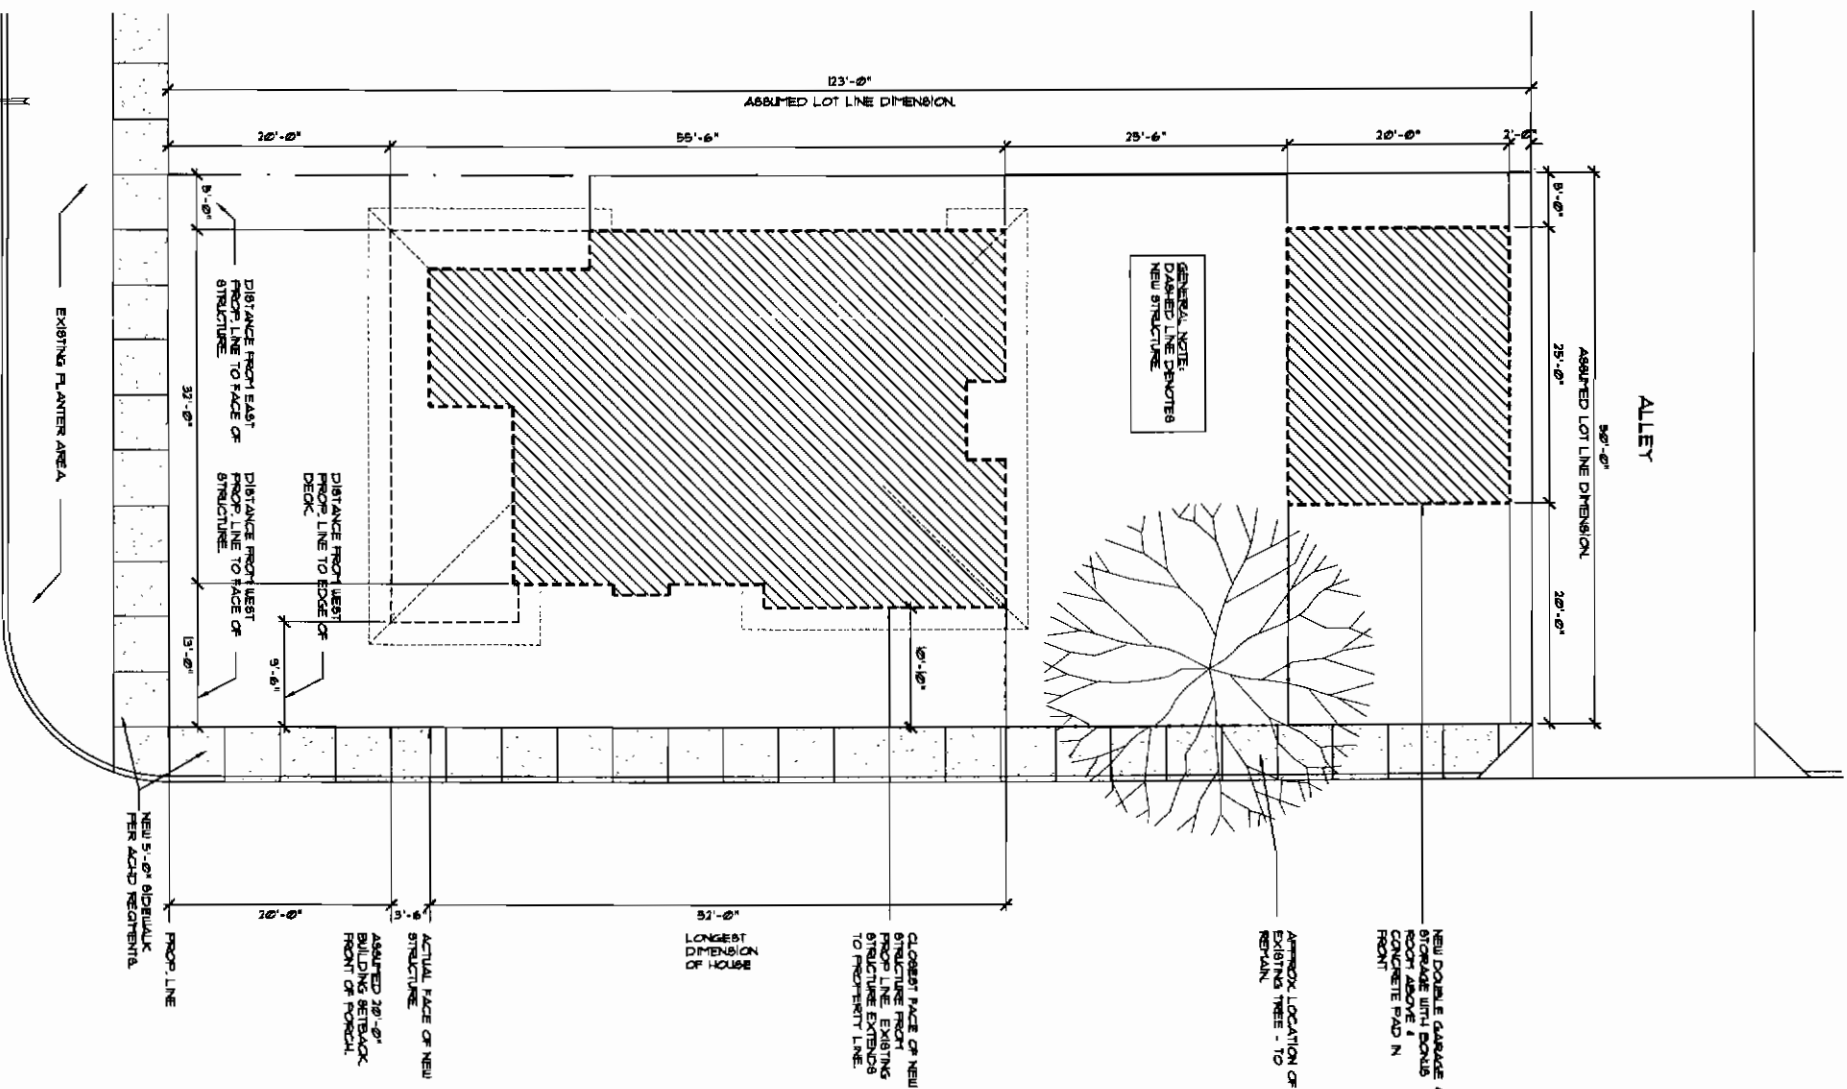 123'-0"
ASSUMED LOT LINE DIMENSION.
20'-0"
55'-6"
25'-6"
20'-0"
2'-0"
5'-0"
5'-0"
25'-0"
20'-0"
50'-0"
ASSUMED LOT LINE DIMENSION.
ALLEY
GENERAL NOTE:
DASHED LINE DENOTES
NEW STRUCTURE.
EXISTING PLANTER AREA.
DISTANCE FROM EAST
PROP. LINE TO FACE OF
STRUCTURE.
32'-0"
DISTANCE FROM WEST
PROP. LINE TO FACE OF
STRUCTURE.
DISTANCE FROM WEST
PROP. LINE TO EDGE OF
DECK.
13'-0"
9'-6"
10'-10"
NEW 5'-0" SIDEWALK
PER ACHD REQMENTS.
PROP. LINE
20'-0"
3'-6"
52'-0"
ASSUMED 20'-0"
BUILDING SETBACK.
FRONT OF PORCH.
ACTUAL FACE OF NEW
STRUCTURE.
LONGEST
DIMENSION
OF HOUSE
CLOSEST FACE OF NEW
STRUCTURE FROM
PROP. LINE. EXISTING
STRUCTURE EXTENDS
TO PROPERTY LINE.
APPROX. LOCATION OF
EXISTING TREE - TO
REMAIN.
NEW DOUBLE GARAGE &
STORAGE WITH BONUS
ROOM ABOVE &
CONCRETE PAD IN
FRONT